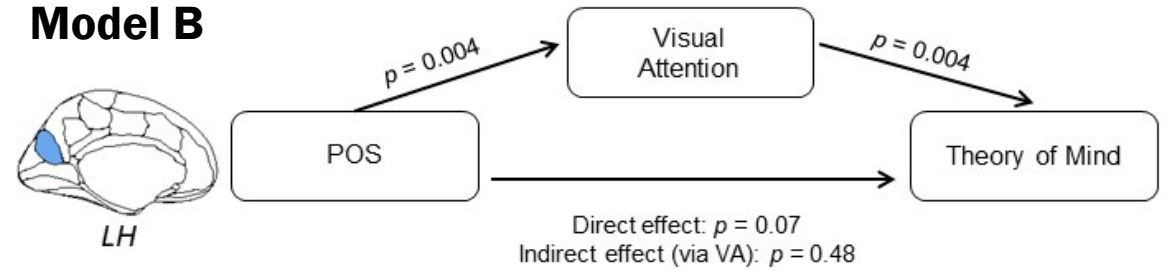 Model B
p = 0.004
Visual
Attention
p = 0.004
POS
Theory of Mind
LH
Direct effect: p = 0.07
Indirect effect (via VA): p = 0.48